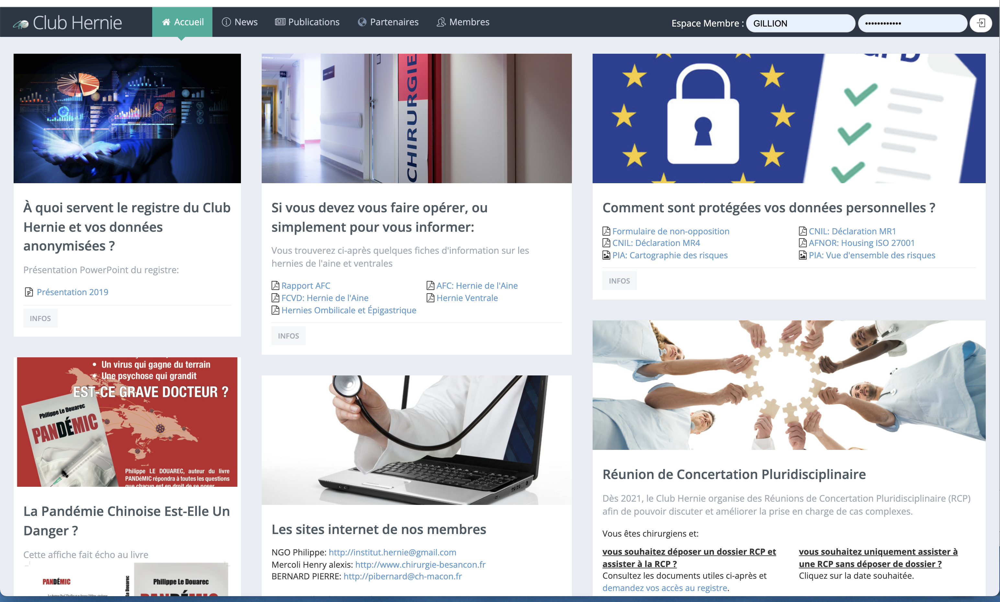 Club Hernie
Accueil
News
Publications
Partenaires
Membres
Espace Membre :
GILLION
••••••••••••
CHIRURGIE
À quoi servent le registre du Club
Hernie et vos données
anonymisées ?
Présentation PowerPoint du registre:
Présentation 2019
INFOS
Si vous devez vous faire opérer, ou
simplement pour vous informer:
Vous trouverez ci-après quelques fiches d'information sur les
hernies de l'aine et ventrales
Rapport AFC
AFC: Hernie de l'Aine
FCVD: Hernie de l'Aine
Hernie Ventrale
Hernies Ombilicale et Épigastrique
INFOS
Comment sont protégées vos données personnelles ?
Formulaire de non-opposition
CNIL: Déclaration MR1
CNIL: Déclaration MR4
AFNOR: Housing ISO 27001
PIA: Cartographie des risques
PIA: Vue d'ensemble des risques
INFOS
• Un virus qui gagne du terrain
• Une psychose qui grandit
EST-CE GRAVE DOCTEUR ?
Philippe Le Douarec
PANDÉMIC
Philippe LE DOUAREC, auteur du livre
PANDéMIC répondra à toutes les questions
que chacun est en droit de se poser
La Pandémie Chinoise Est-Elle Un
Danger ?
Cette affiche fait écho au livre
PANDÉMIC
Le Douarec
Philippe Le Douarec
PANDÉMIC
Les sites internet de nos membres
NGO Philippe: http://institut.hernie@gmail.com
Mercoli Henry alexis: http://www.chirurgie-besancon.fr
BERNARD PIERRE: http://pibernard@ch-macon.fr
Réunion de Concertation Pluridisciplinaire
Dès 2021, le Club Hernie organise des Réunions de Concertation Pluridisciplinaire (RCP)
afin de pouvoir discuter et améliorer la prise en charge de cas complexes.
Vous êtes chirurgiens et:
vous souhaitez déposer un dossier RCP et
assister à la RCP ?
Consultez les documents utiles ci-après et
demandez vos accès au registre.
vous souhaitez uniquement assister à
une RCP sans déposer de dossier ?
Cliquez sur la date souhaitée.